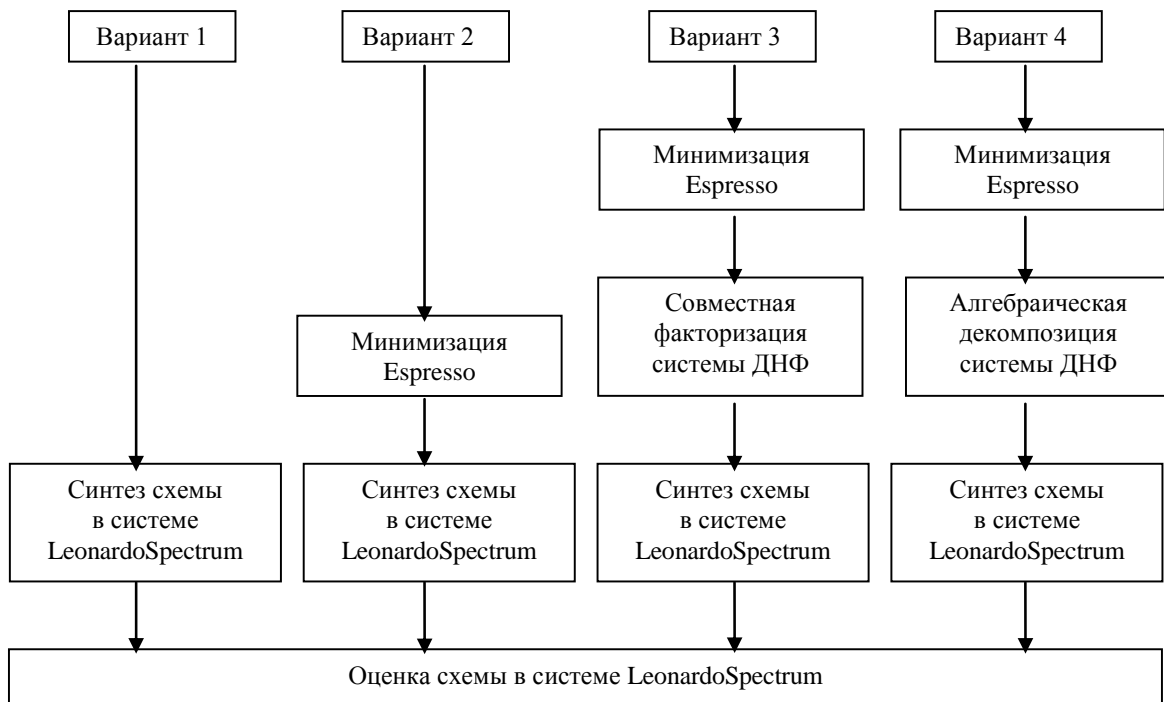 Вариант 1
Вариант 2
Вариант 3
Вариант 4
Минимизация
Espresso
Минимизация
Espresso
Совместная
факторизация
системы ДНФ
Алгебраическая
декомпозиция
системы ДНФ
Минимизация
Espresso
Синтез схемы
в системе
LeonardoSpectrum
Синтез схемы
в системе
LeonardoSpectrum
Синтез схемы
в системе
LeonardoSpectrum
Синтез схемы
в системе
LeonardoSpectrum
Оценка схемы в системе LeonardoSpectrum